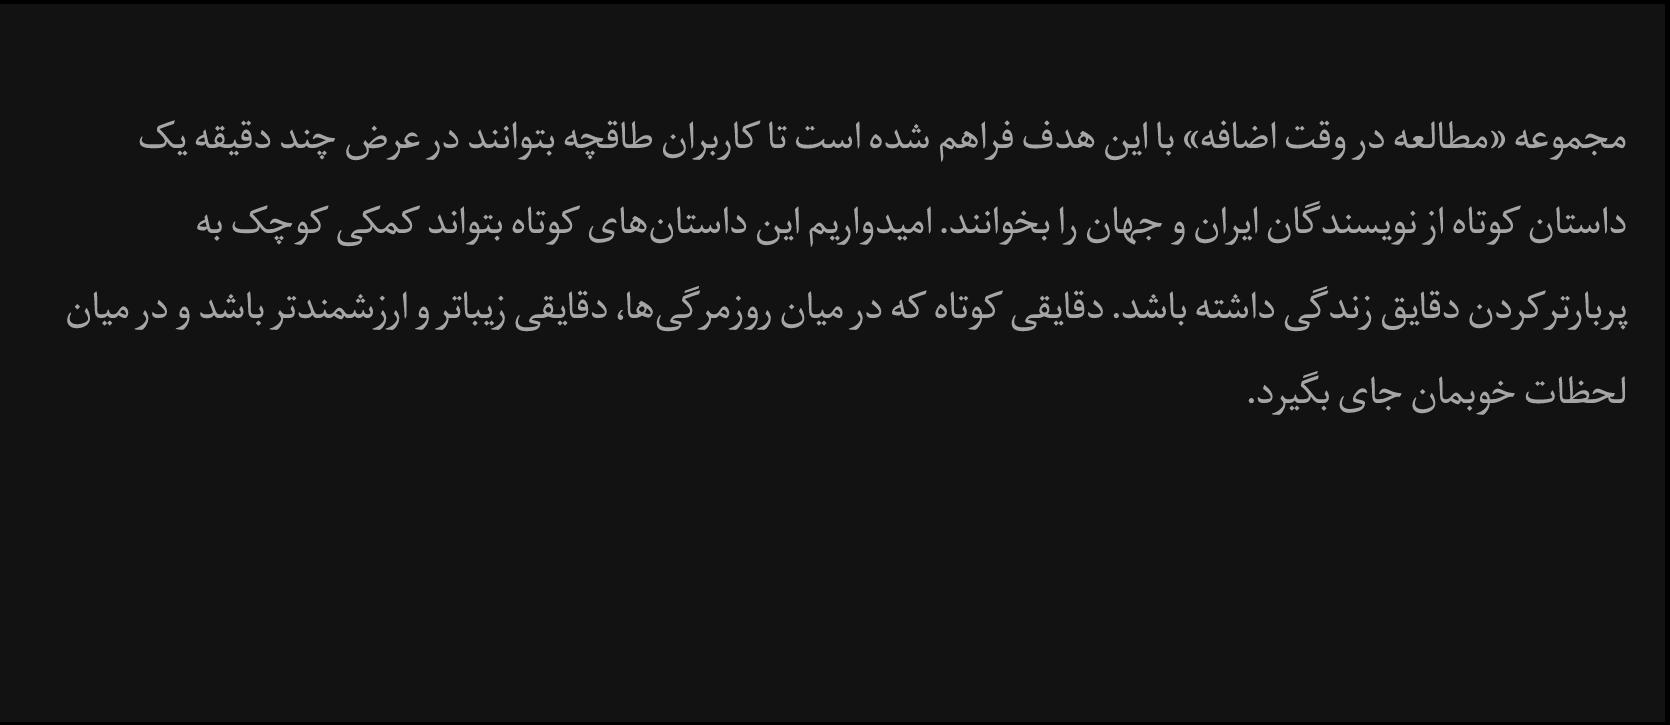 مجموعه «مطالعه در وقت اضافه» با این هدف فراهم شده است تا کاربران طاقچه بتوانند در عرض چند دقیقه یک
داستان کوتاه از نویسندگان ایران و جهان را بخوانند. امیدواریم این داستان‌های کوتاه بتواند کمکی کوچک به
پربارترکردن دقایق زندگی داشته باشد. دقایقی کوتاه که در میان روزمرگی‌ها، دقایقی زیباتر و ارزشمندتر باشد و در میان
لحظات خوبمان جای بگیرد.